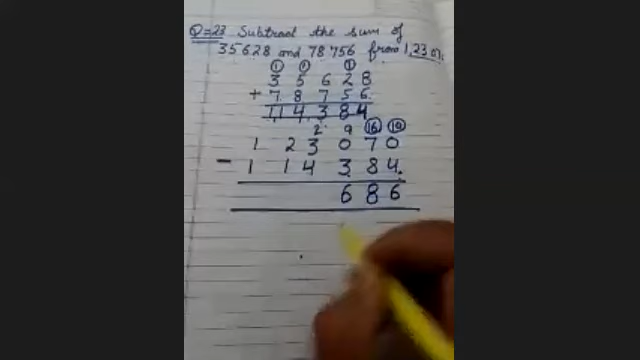 Q=23 Subtract the sum of
35628 and 78756 from 1,23 07
1 1 1
3 5 6 2 8
+ 7 8 7 5 6
1 1 4 3 8 4
2 9 16 10
1 2 3 0 7 0
- 1 1 4 3 8 4
6 8 6